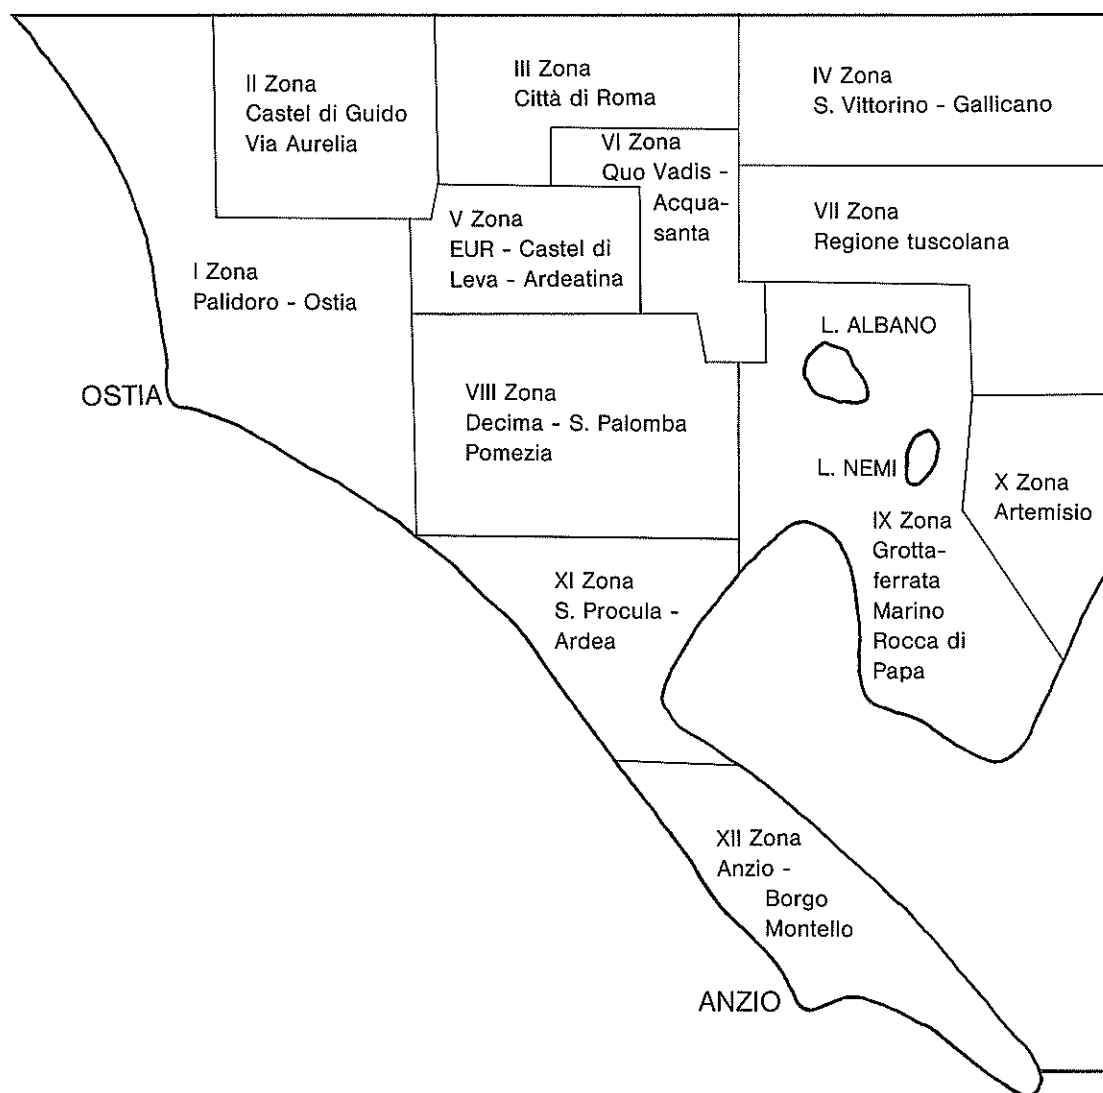 II Zona
Castel di Guido
Via Aurelia
III Zona
Città di Roma
IV Zona
S. Vittorino - Gallicano
VI Zona
Quo Vadis -
Acqua-
santa
V Zona
EUR - Castel di
Leva - Ardeatina
VII Zona
Regione tuscolana
I Zona
Palidoro - Ostia
L. ALBANO
OSTIA
VIII Zona
Decima - S. Palomba
Pomezia
L. NEMI
X Zona
Artemisio
IX Zona
Grotta-
ferrata
Marino
Rocca di
Papa
XI Zona
S. Procula -
Ardea
XII Zona
Anzio -
Borgo
Montello
ANZIO